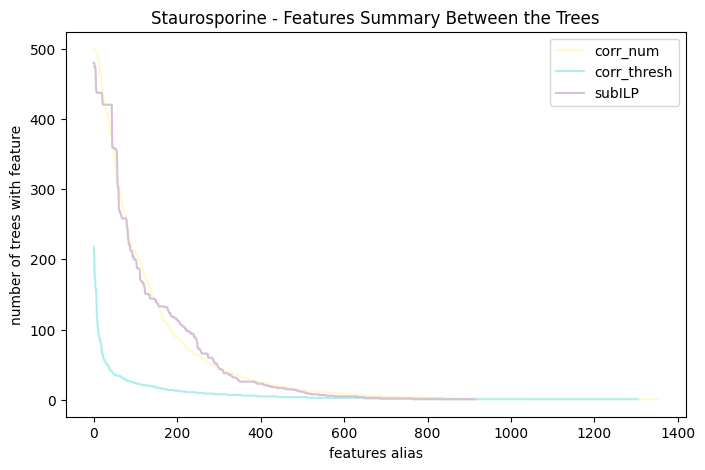 Staurosporine - Features Summary Between the Trees
corr_num
corr_thresh
subILP
number of trees with feature
500
400
300
200
100
0
0 200 400 600 800 1000 1200 1400
features alias